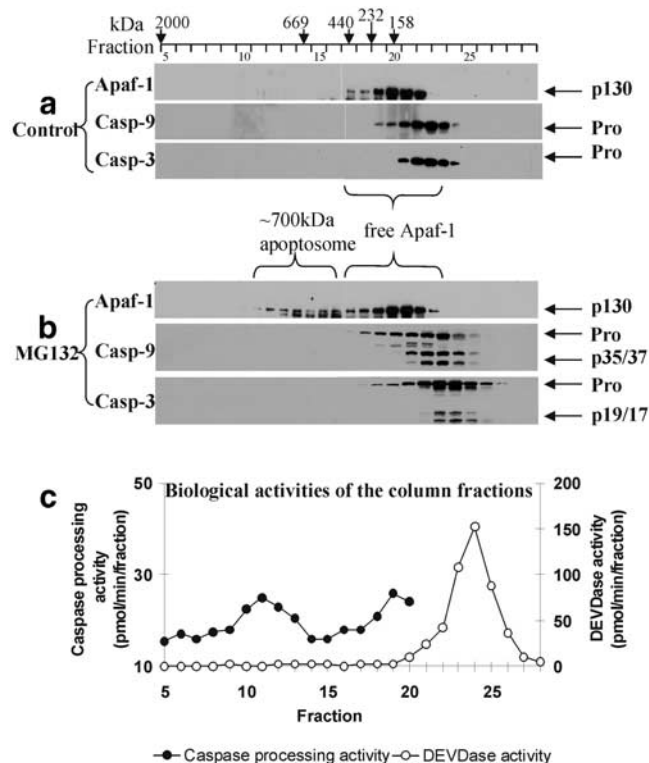 kDa 2000 669 440 232 158
Fraction 5 10 15 20 25
a
Control
Apaf-1 p130
Casp-9 Pro
Casp-3 Pro
~700kDa apoptosome
free Apaf-1
b
MG132
Apaf-1 p130
Casp-9 Pro
p35/37
Casp-3 Pro
p19/17
c
Biological activities of the column fractions
Caspase processing activity (pmol/min/fraction)
50
30
10
DEVDase activity (pmol/min/fraction)
200
150
100
50
0
5 10 15 20 25
Fraction
Caspase processing activity DEVDase activity